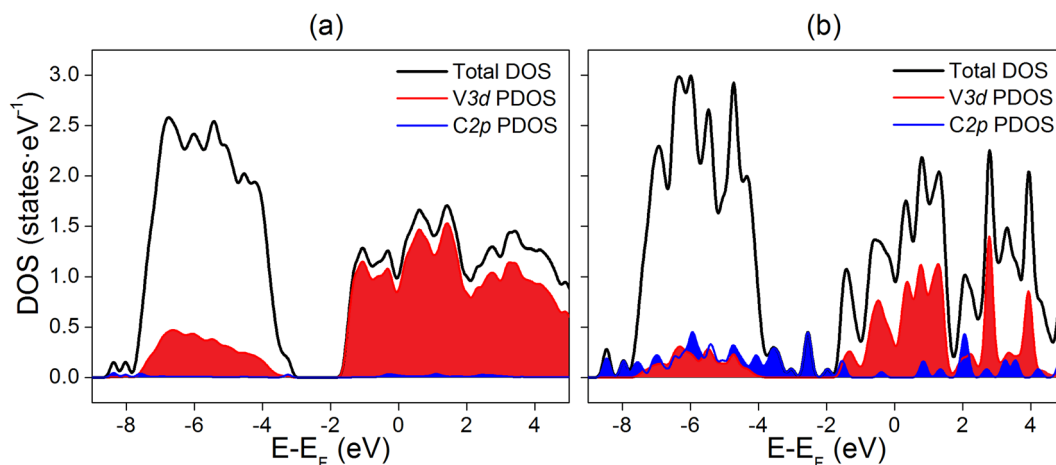 (a)
(b)
DOS (states·eV⁻¹)
3.0
2.5
2.0
1.5
1.0
0.5
0.0
Total DOS
V3d PDOS
C2p PDOS
Total DOS
V3d PDOS
C2p PDOS
-8 -6 -4 -2 0 2 4
-8 -6 -4 -2 0 2 4
E-E_F (eV)
E-E_F (eV)